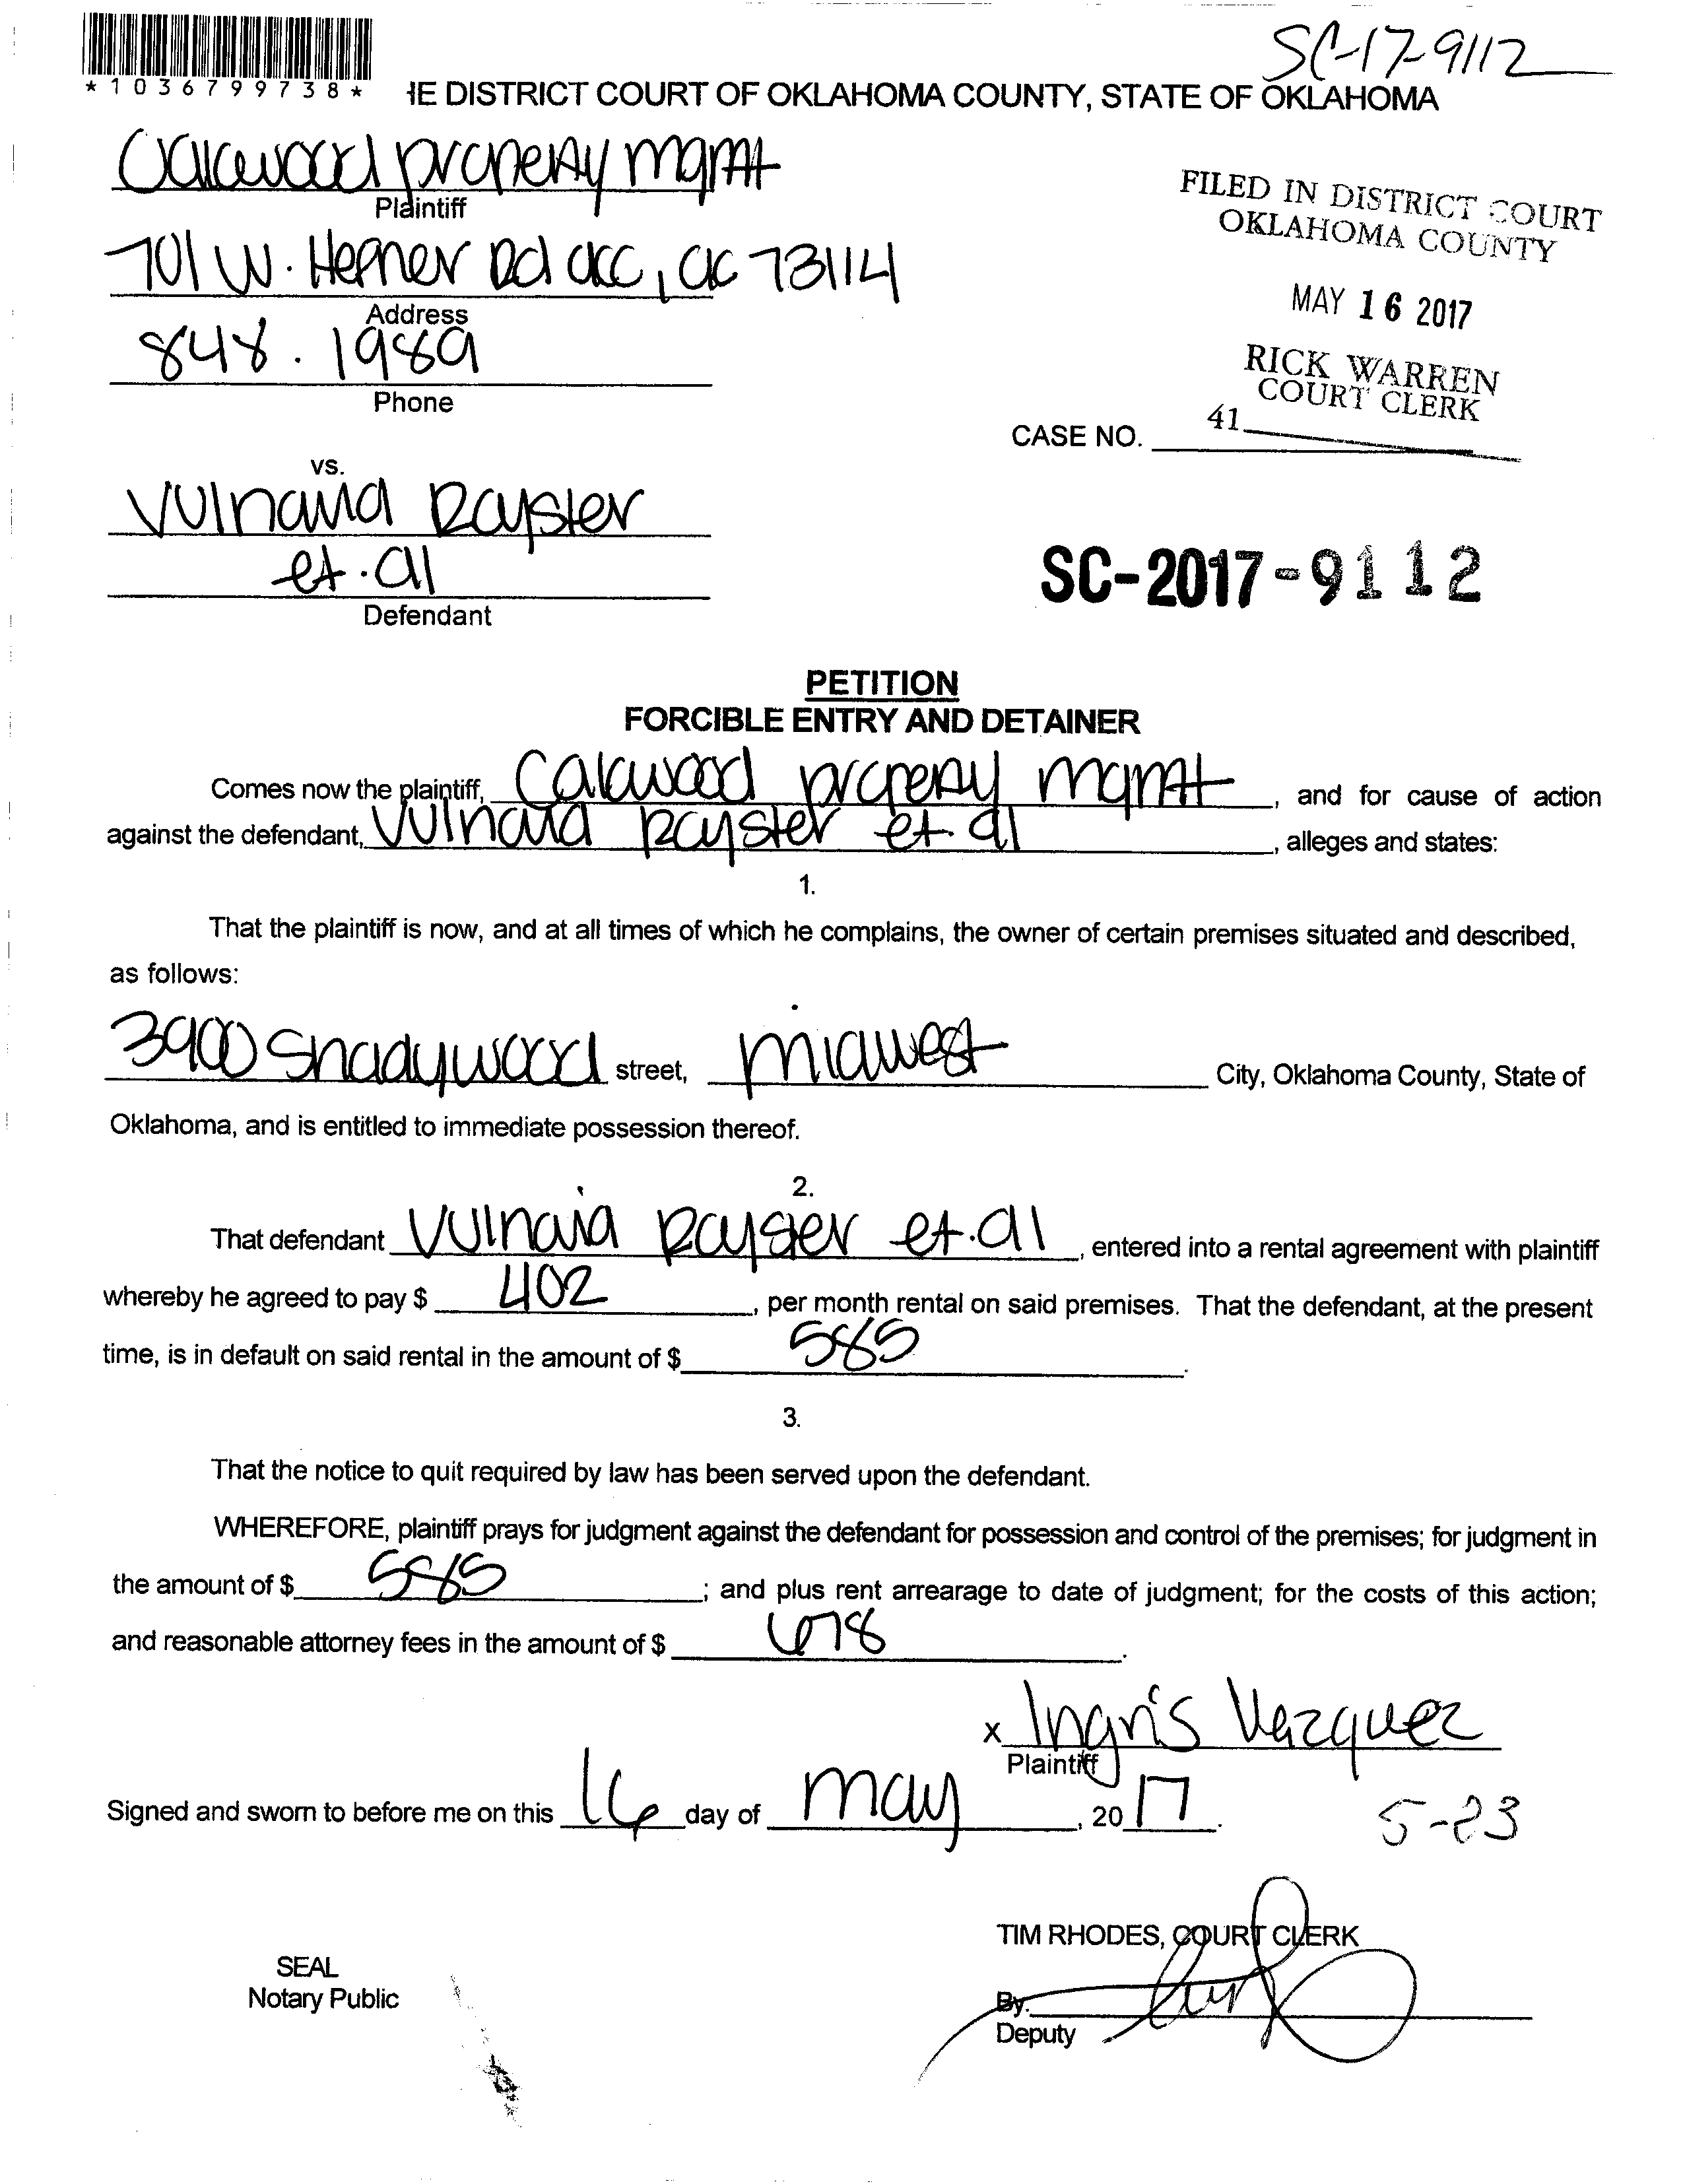 SC-17-9112
*1036799738*
IE DISTRICT COURT OF OKLAHOMA COUNTY, STATE OF OKLAHOMA
Oakwood property mgmt
Plaintiff
FILED IN DISTRICT COURT
OKLAHOMA COUNTY
701 W. Hefner Rd okc, ok 73114
Address
MAY 16 2017
848.1989
Phone
RICK WARREN
COURT CLERK
41
CASE NO.
vs.
Royster
et.al
Defendant
SC-2017-9112
PETITION
FORCIBLE ENTRY AND DETAINER
Comes now the plaintiff, Oakwood property mgmt, and for cause of action
against the defendant, Royster et.al, alleges and states:
1.
That the plaintiff is now, and at all times of which he complains, the owner of certain premises situated and described,
as follows:
3900 Shadywood street, midwest City, Oklahoma County, State of
Oklahoma, and is entitled to immediate possession thereof.
2.
That defendant Royster et.al, entered into a rental agreement with plaintiff
whereby he agreed to pay $ 402, per month rental on said premises. That the defendant, at the present
time, is in default on said rental in the amount of $ 585.
3.
That the notice to quit required by law has been served upon the defendant.
WHEREFORE, plaintiff prays for judgment against the defendant for possession and control of the premises; for judgment in
the amount of $ 585; and plus rent arrearage to date of judgment; for the costs of this action;
and reasonable attorney fees in the amount of $ 678.
x Ingris Vazquez
Plaintiff
Signed and sworn to before me on this 16 day of may, 2017.
5-23
TIM RHODES, COURT CLERK
SEAL
Notary Public
By.
Deputy